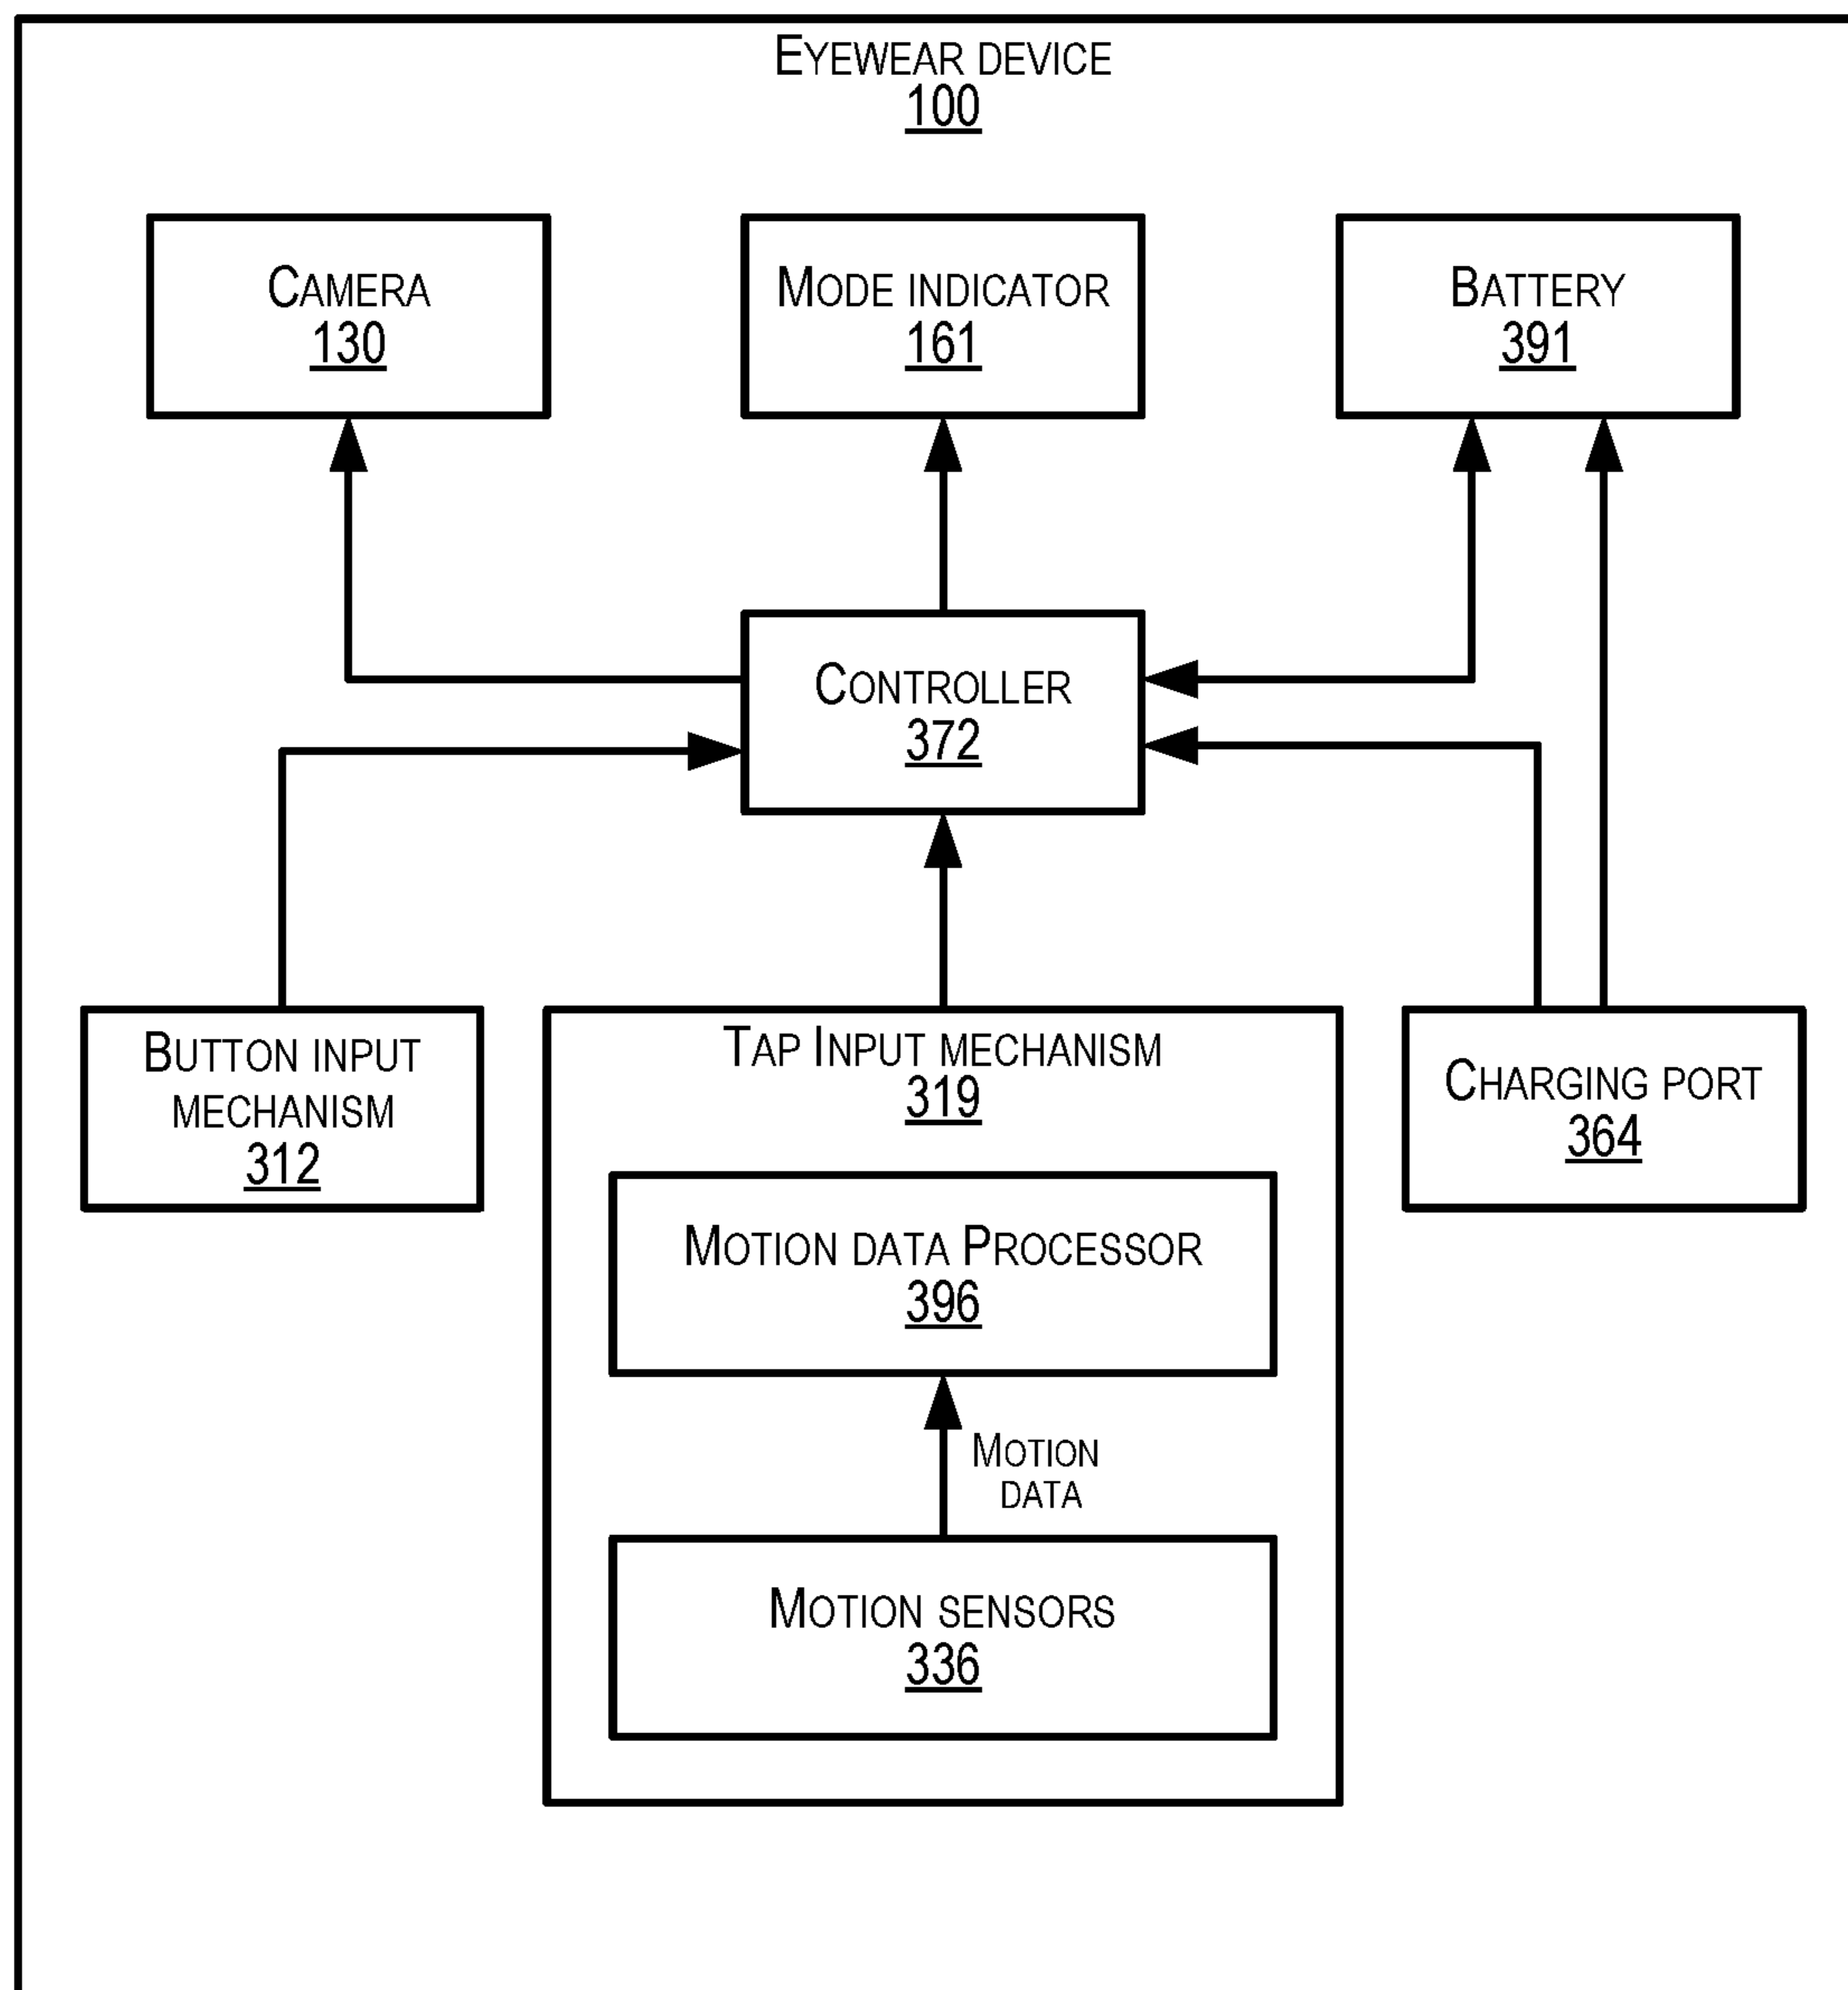 EYEWEAR DEVICE
100
CAMERA
130
MODE INDICATOR
161
BATTERY
391
CONTROLLER
372
BUTTON INPUT
MECHANISM
312
TAP INPUT MECHANISM
319
CHARGING PORT
364
MOTION DATA PROCESSOR
396
MOTION
DATA
MOTION SENSORS
336